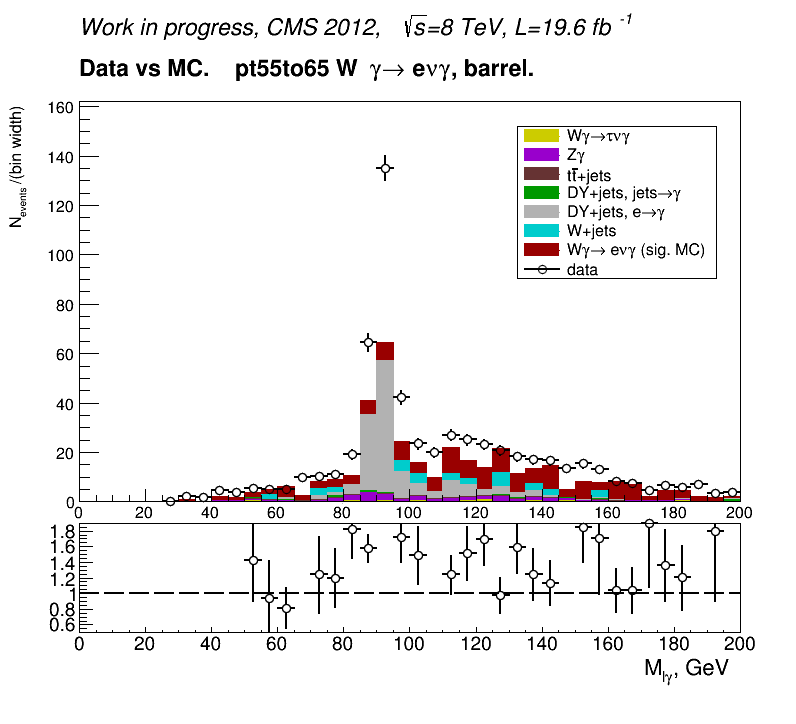 Work in progress, CMS 2012, √s=8 TeV, L=19.6 fb⁻¹
Data vs MC. pt55to65 W γ→ eνγ, barrel.
N_events /(bin width)
160
140
120
100
80
60
40
20
0
Wγ→τνγ
Zγ
tt̄+jets
DY+jets, jets→γ
DY+jets, e→γ
W+jets
Wγ→ eνγ (sig. MC)
data
0 20 40 60 80 100 120 140 160 180 200
1.8
1.6
1.4
1.2
1
0.8
0.6
0 20 40 60 80 100 120 140 160 180 200
M_lγ, GeV